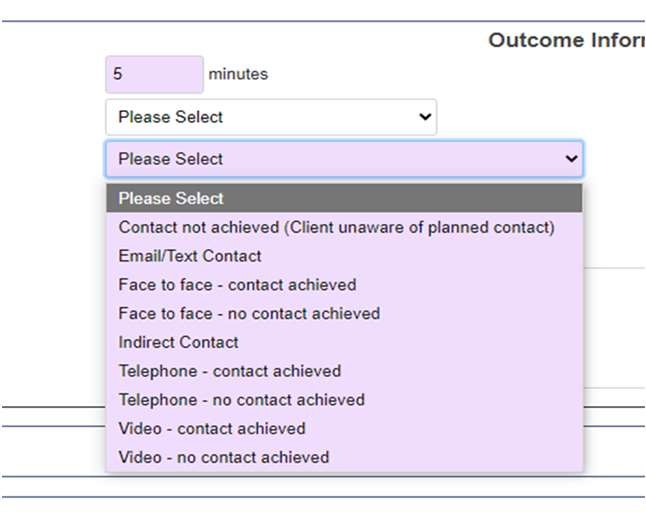 Outcome Infor
5 minutes
Please Select
Please Select
Please Select
Contact not achieved (Client unaware of planned contact)
Email/Text Contact
Face to face - contact achieved
Face to face - no contact achieved
Indirect Contact
Telephone - contact achieved
Telephone - no contact achieved
Video - contact achieved
Video - no contact achieved